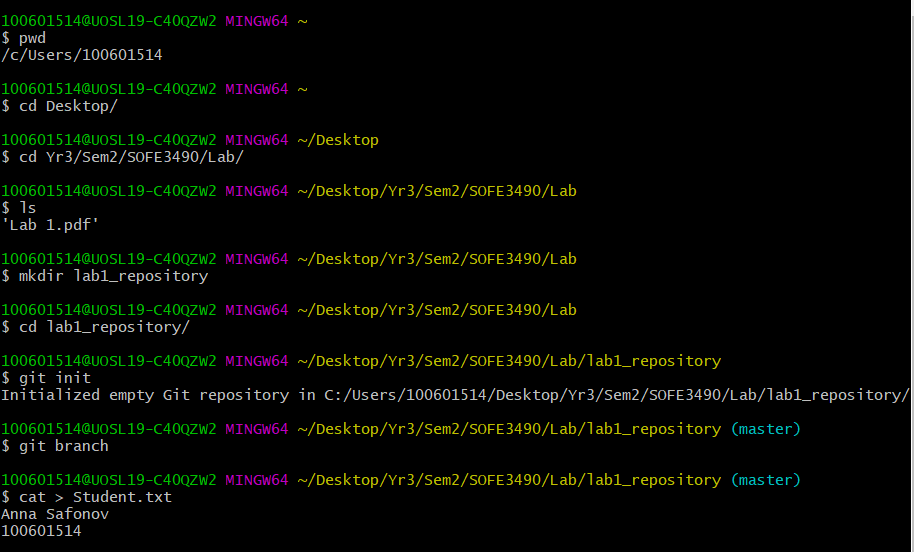 100601514@UOSL19-C40QZW2 MINGW64 ~
$ pwd
/c/Users/100601514
100601514@UOSL19-C40QZW2 MINGW64 ~
$ cd Desktop/
100601514@UOSL19-C40QZW2 MINGW64 ~/Desktop
$ cd Yr3/Sem2/SOFE3490/Lab/
100601514@UOSL19-C40QZW2 MINGW64 ~/Desktop/Yr3/Sem2/SOFE3490/Lab
$ ls
'Lab 1.pdf'
100601514@UOSL19-C40QZW2 MINGW64 ~/Desktop/Yr3/Sem2/SOFE3490/Lab
$ mkdir lab1_repository
100601514@UOSL19-C40QZW2 MINGW64 ~/Desktop/Yr3/Sem2/SOFE3490/Lab
$ cd lab1_repository/
100601514@UOSL19-C40QZW2 MINGW64 ~/Desktop/Yr3/Sem2/SOFE3490/Lab/lab1_repository
$ git init
Initialized empty Git repository in C:/Users/100601514/Desktop/Yr3/Sem2/SOFE3490/Lab/lab1_repository/
100601514@UOSL19-C40QZW2 MINGW64 ~/Desktop/Yr3/Sem2/SOFE3490/Lab/lab1_repository (master)
$ git branch
100601514@UOSL19-C40QZW2 MINGW64 ~/Desktop/Yr3/Sem2/SOFE3490/Lab/lab1_repository (master)
$ cat > Student.txt
Anna Safonov
100601514